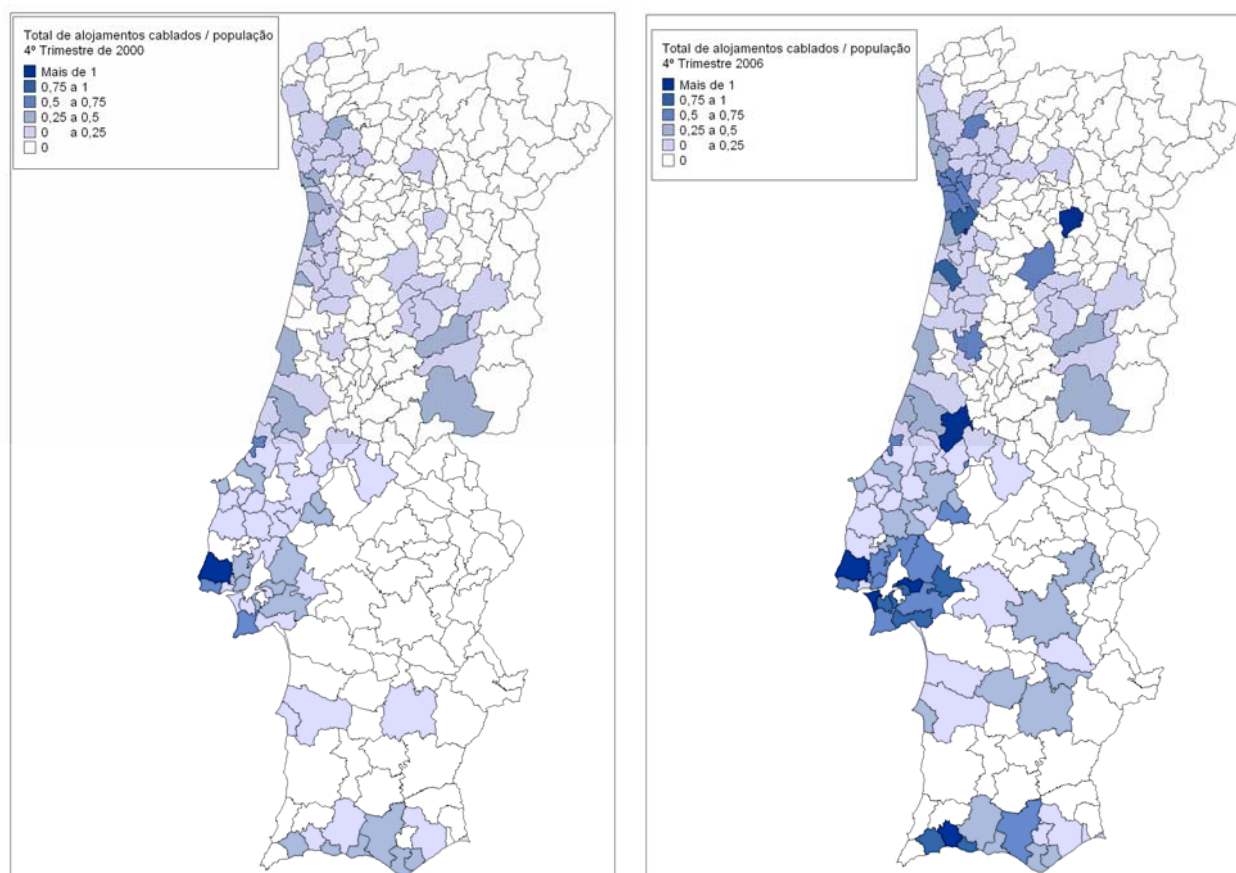 Total de alojamentos cablados / população
4º Trimestre de 2000
Mais de 1
0,75 a 1
0,5 a 0,75
0,25 a 0,5
0 a 0,25
0
Total de alojamentos cablados / população
4º Trimestre 2006
Mais de 1
0,75 a 1
0,5 a 0,75
0,25 a 0,5
0 a 0,25
0